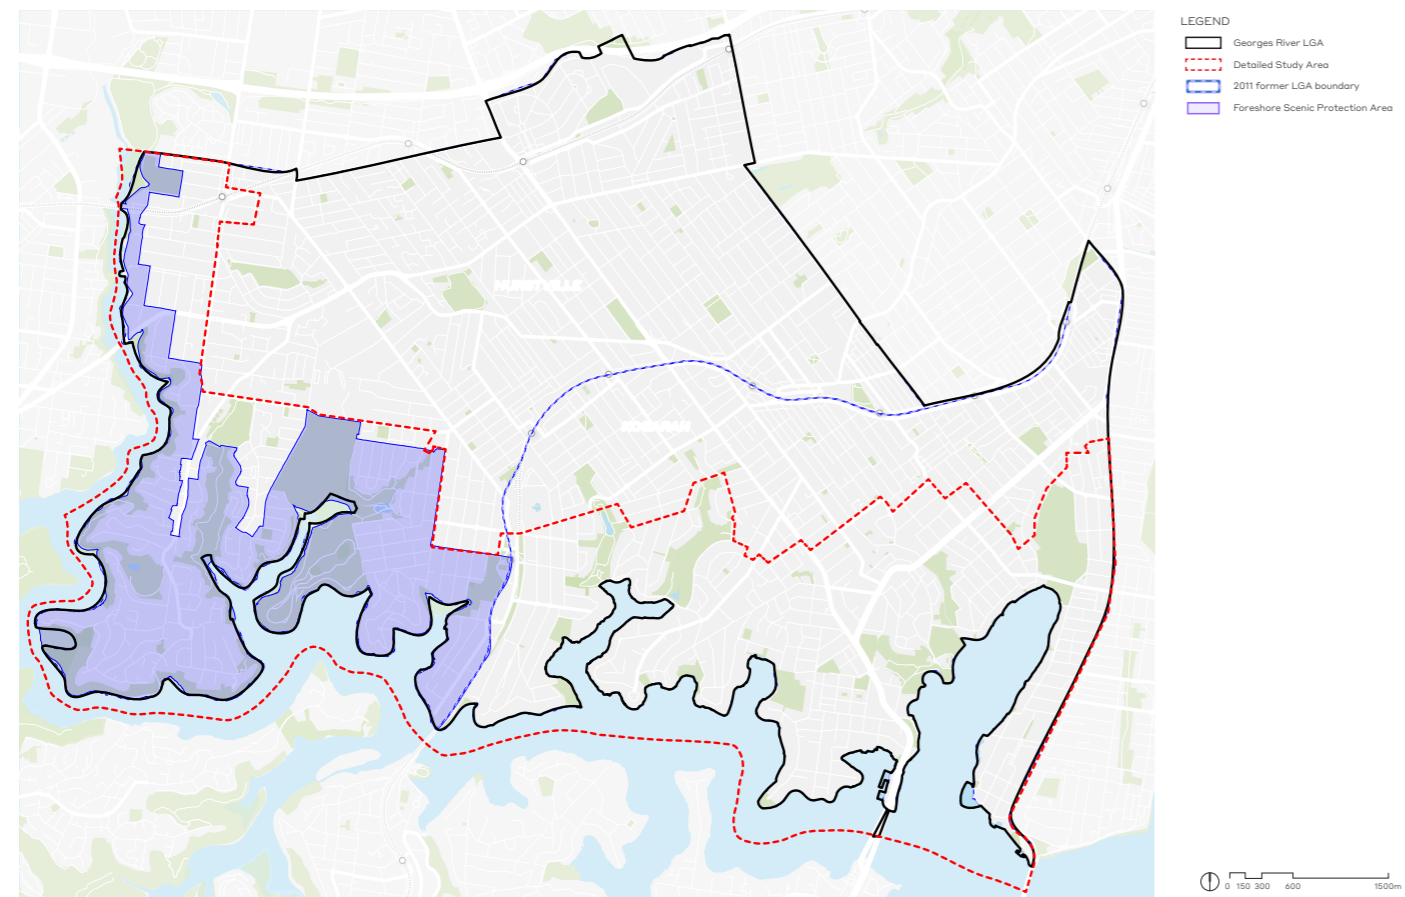 LEGEND
Georges River LGA
Detailed Study Area
2011 former LGA boundary
Foreshore Scenic Protection Area
HURSTVILLE
KOGARAH
0 150 300 600 1500m